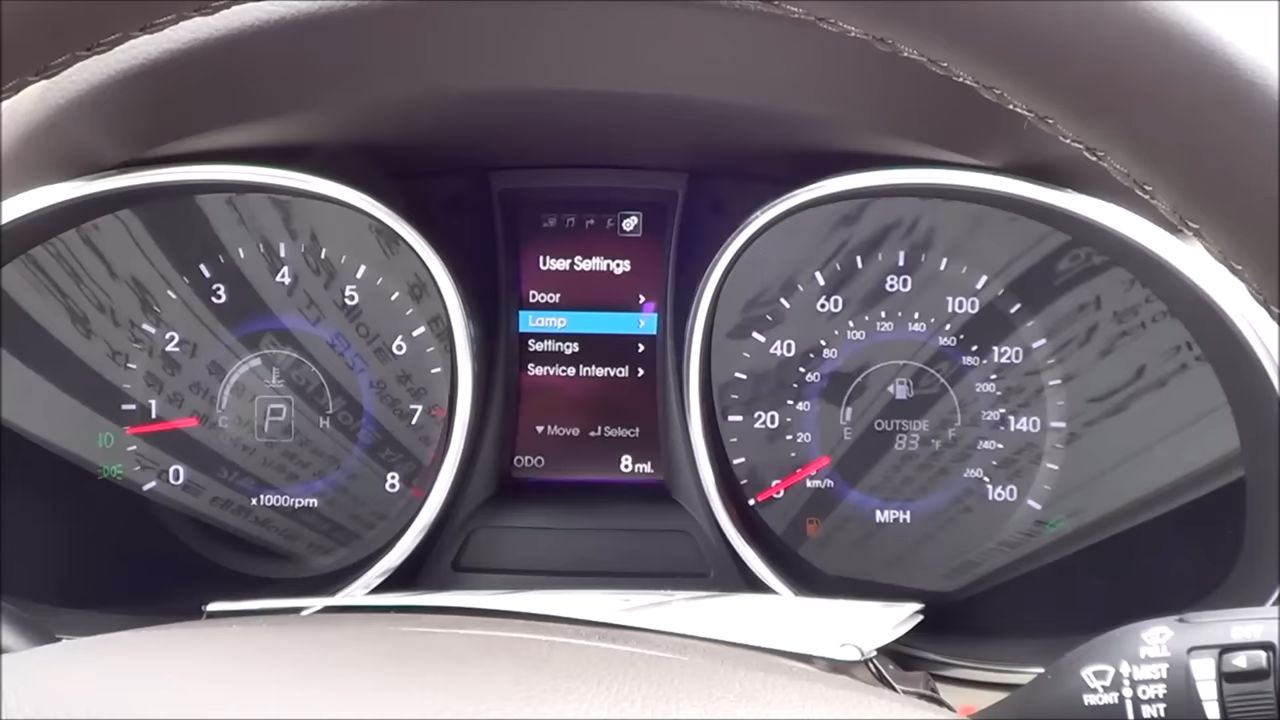 User Settings
Door
Lamp
Settings
Service Interval
Move Select
ODO 8 mi.
0
1
2
3
4
5
6
7
8
C P H
x1000rpm
0
20
40
60
80
100
120
140
160
20
40
60
80
100
120
140
160
180
200
220
240
260
km/h
E F
OUTSIDE
83 °F
MPH
PULL
MIST
FRONT OFF
INT